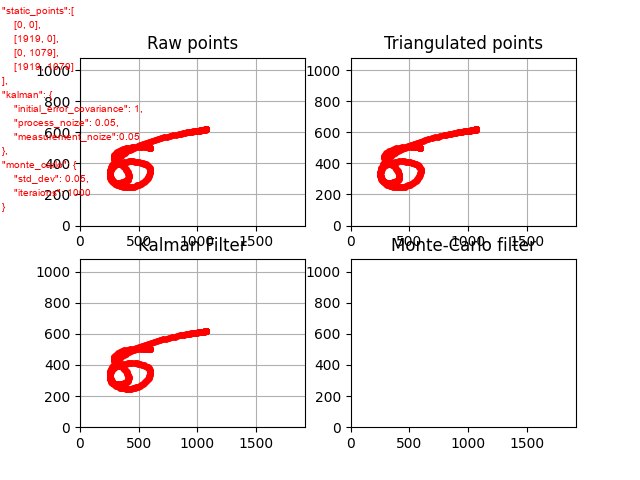 "static_points":[
[0, 0],
[1919, 0],
[0, 1079],
[1919, 1079]
],
"kalman": {
"initial_error_covariance": 1,
"process_noize": 0.05,
"measurement_noize":0.05
},
"monte_carlo": {
"std_dev": 0.05,
"iteraions": 1000
}
Raw points
1000
800
600
400
200
0
0 500 1000 1500
Triangulated points
1000
800
600
400
200
0
0 500 1000 1500
Kalman Filter
1000
800
600
400
200
0
0 500 1000 1500
Monte-Carlo filter
1000
800
600
400
200
0
0 500 1000 1500